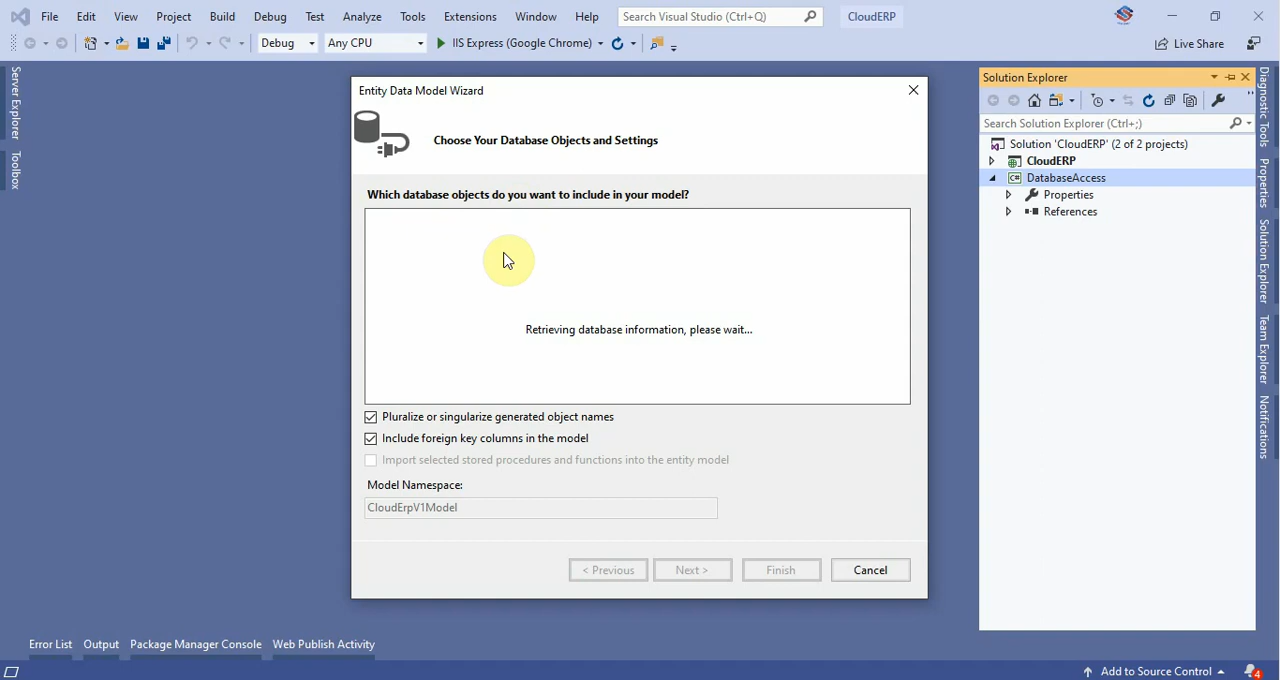 File Edit View Project Build Debug Test Analyze Tools Extensions Window Help Search Visual Studio (Ctrl+Q) CloudERP
Debug Any CPU IIS Express (Google Chrome) Live Share
Server Explorer
Toolbox
Entity Data Model Wizard
Choose Your Database Objects and Settings
Which database objects do you want to include in your model?
Retrieving database information, please wait...
Pluralize or singularize generated object names
Include foreign key columns in the model
Import selected stored procedures and functions into the entity model
Model Namespace:
CloudErpV1Model
< Previous Next > Finish Cancel
Solution Explorer
Search Solution Explorer (Ctrl+;)
Solution 'CloudERP' (2 of 2 projects)
CloudERP
C# DatabaseAccess
Properties
References
Diagnostic Tools
Properties
Solution Explorer
Team Explorer
Notifications
Error List Output Package Manager Console Web Publish Activity
Add to Source Control 4